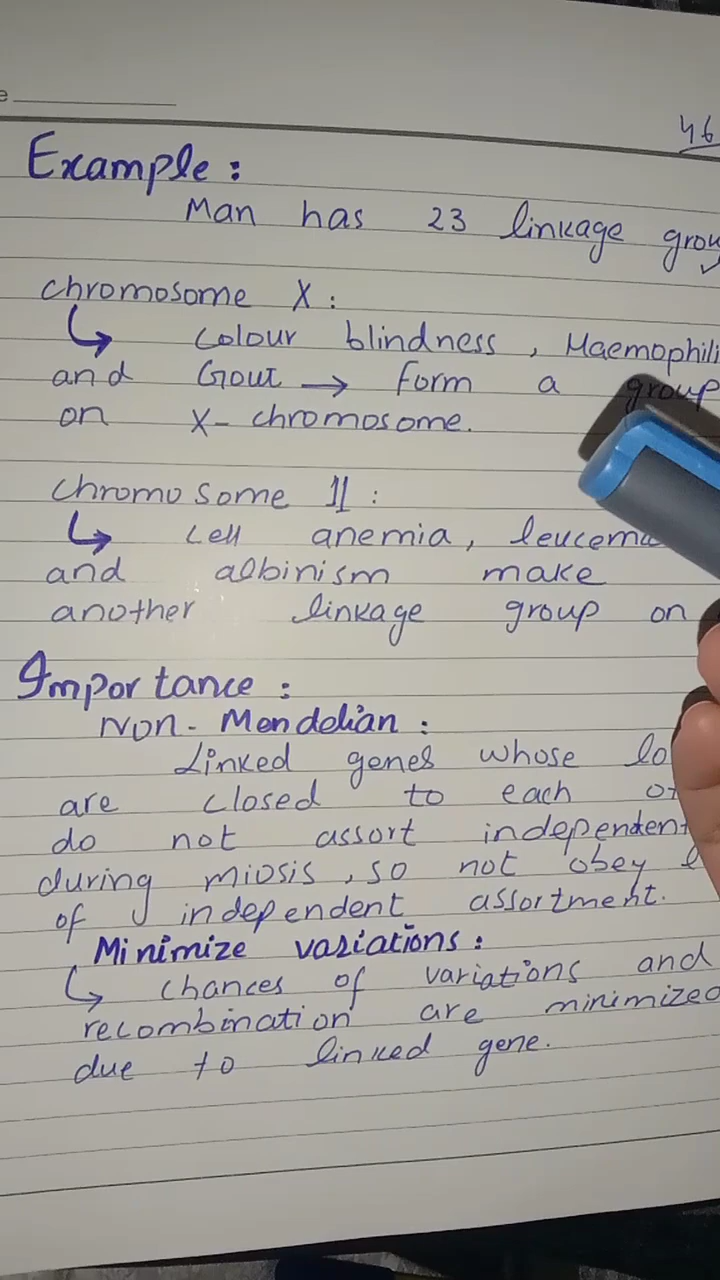 e
46
Example:
Man has 23 linkage grou
chromosome X:
↳ colour blindness, Haemophili
and Gout → form a group
on X-chromosome.
chromosome 11:
↳ cell anemia, leucem
and albinism make
another linkage group on
Importance:
Non-Mendelian:
Linked genes whose lo
are closed to each ot
do not assort independent
during miosis, so not obey l
of independent assortment.
Minimize variations:
↳ chances of variations and
recombination are minimized
due to linked gene.